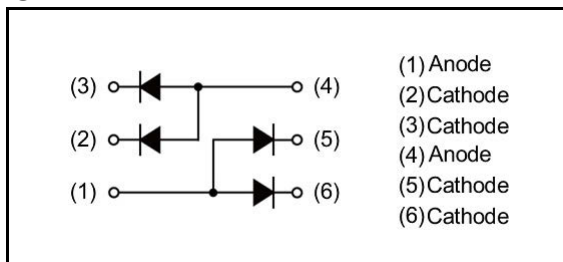 (3) (4)
(2) (5)
(1) (6)
(1) Anode
(2) Cathode
(3) Cathode
(4) Anode
(5) Cathode
(6) Cathode